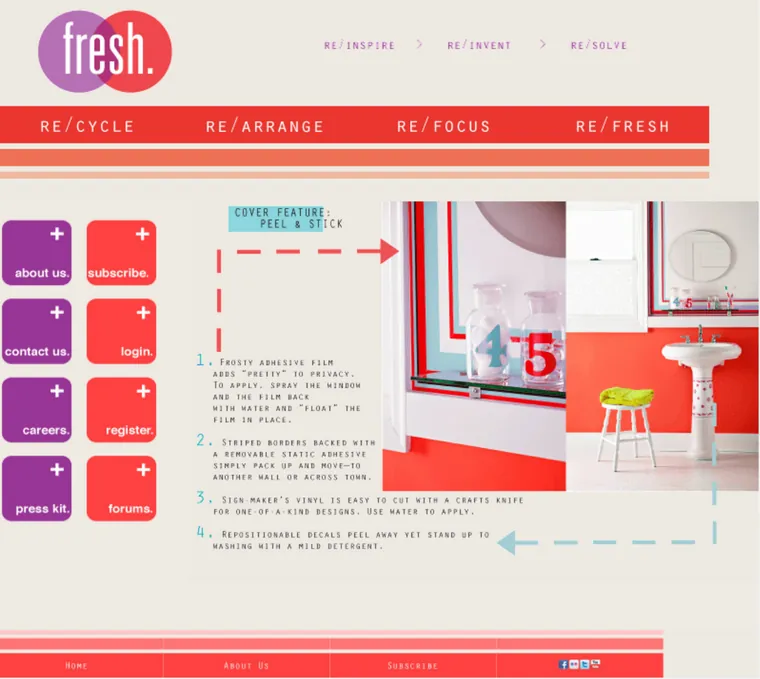 fresh.
RE/INSPIRE > RE/INVENT > RE/SOLVE
RE/CYCLE RE/ARRANGE RE/FOCUS RE/FRESH
COVER FEATURE:
PEEL & STICK
+ about us.
+ subscribe.
+ contact us.
+ login.
+ careers.
+ register.
+ press kit.
+ forums.
4 5
4 5
1. Frosty adhesive film
adds "pretty" to privacy.
To apply. spray the window
and the film back
with water and "float" the
film in place.
2. Striped borders backed with
a removable static adhesive
simply pack up and move—to
another wall or across town.
3. Sign-maker's vinyl is easy to cut with a crafts knife
for one-of-a-kind designs. Use water to apply.
4. Repositionable decals peel away yet stand up to
washing with a mild detergent.
Home About Us Subscribe